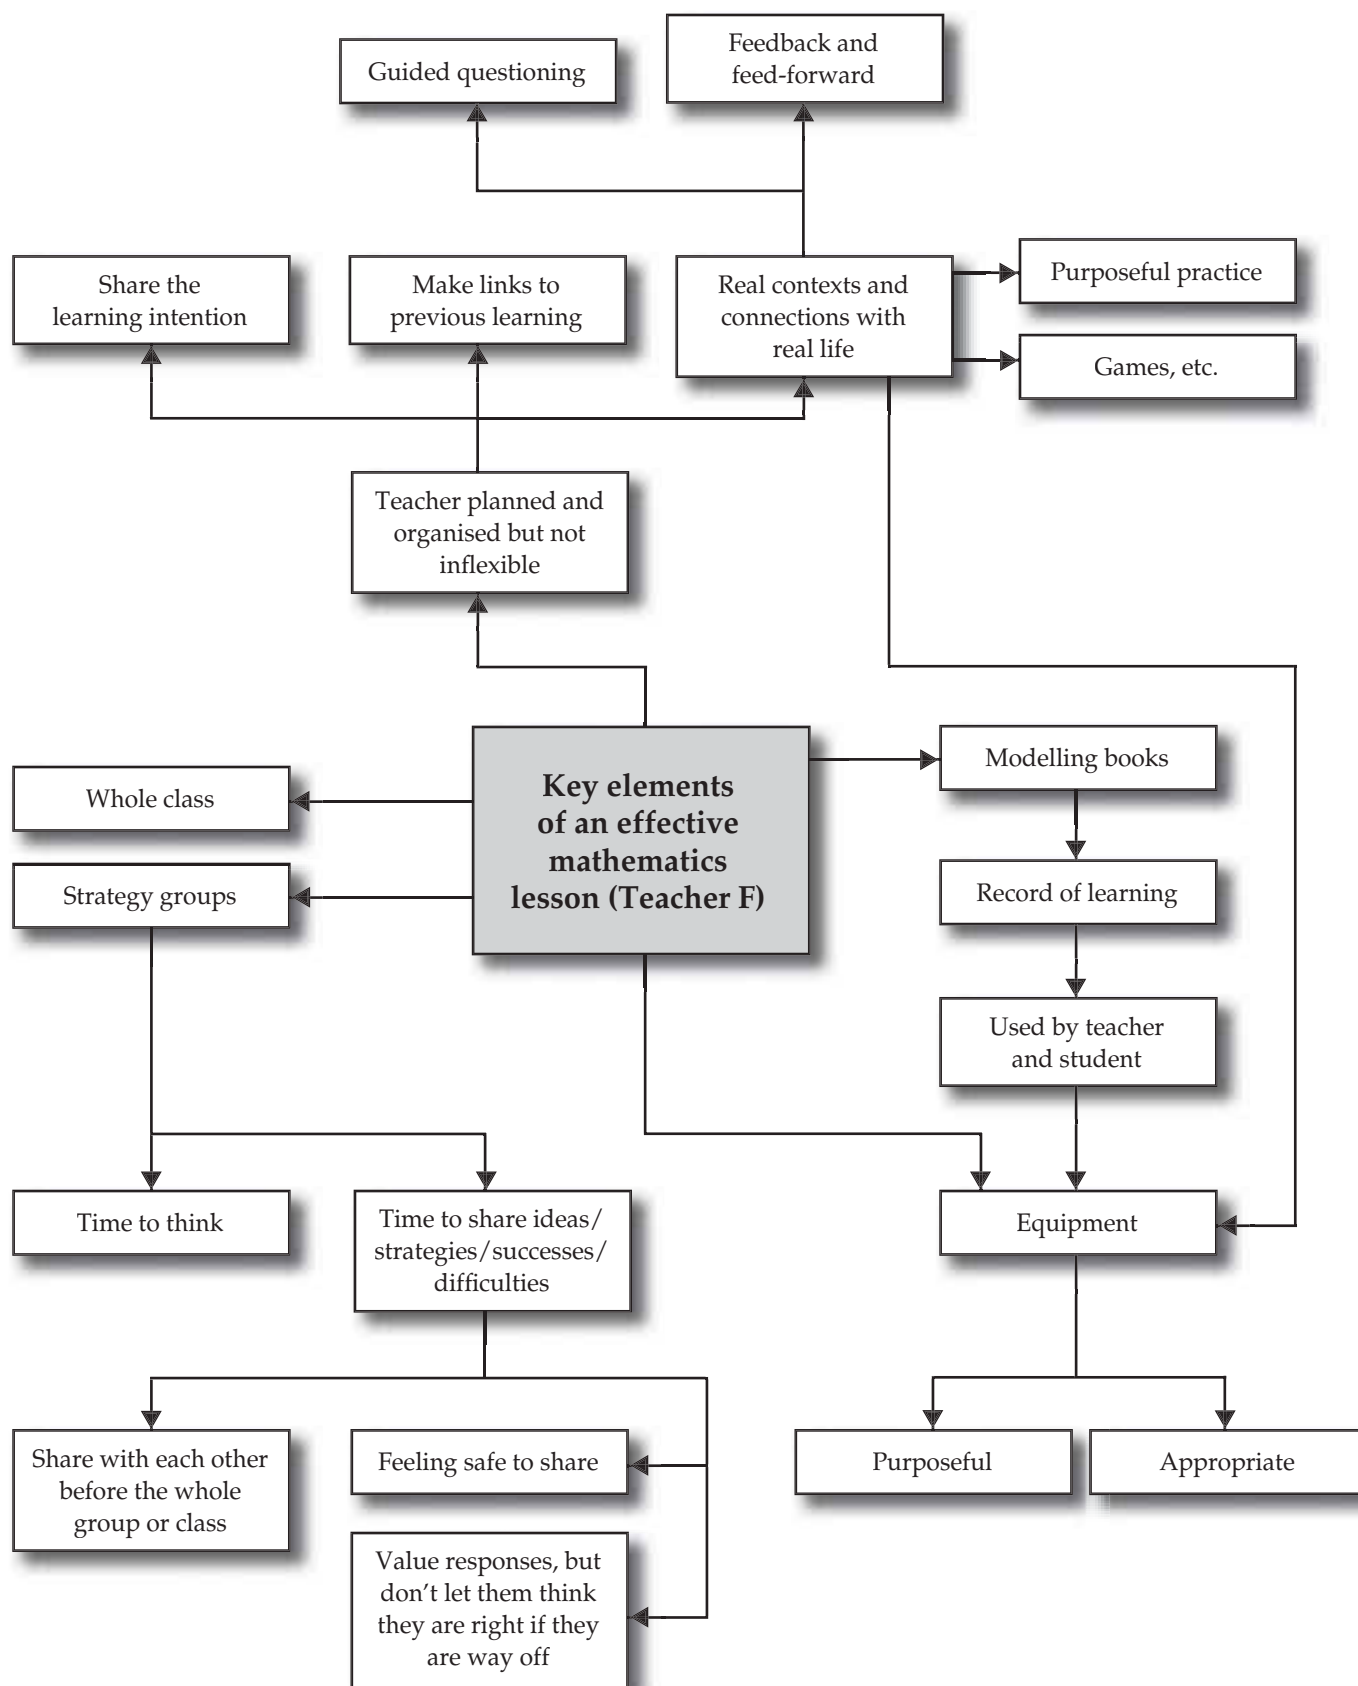 Guided questioning
Feedback and
feed-forward
Share the
learning intention
Make links to
previous learning
Real contexts and
connections with
real life
Purposeful practice
Games, etc.
Teacher planned and
organised but not
inflexible
Key elements
of an effective
mathematics
lesson (Teacher F)
Modelling books
Whole class
Strategy groups
Record of learning
Used by teacher
and student
Time to think
Time to share ideas/
strategies/successes/
difficulties
Equipment
Share with each other
before the whole
group or class
Feeling safe to share
Value responses, but
don’t let them think
they are right if they
are way off
Purposeful
Appropriate